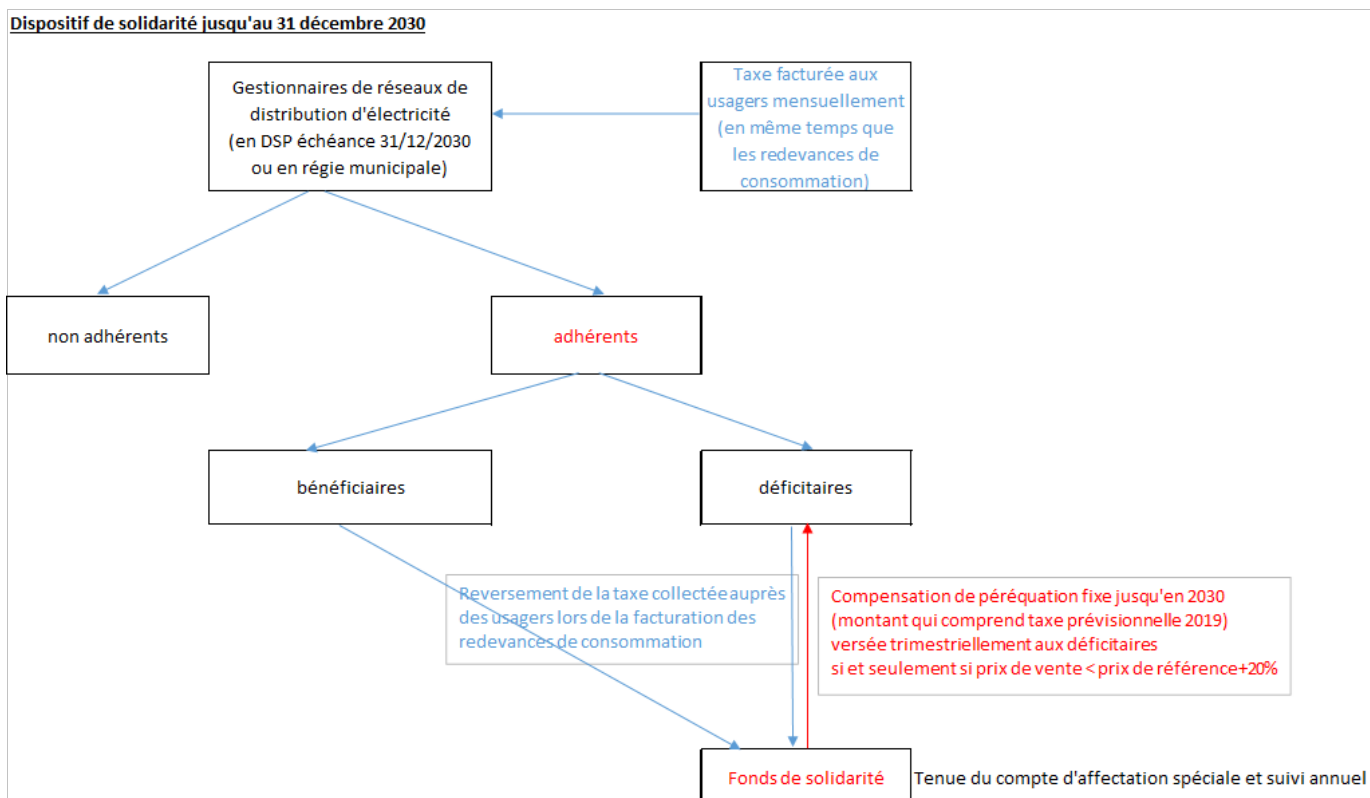 Dispositif de solidarité jusqu'au 31 décembre 2030
Gestionnaires de réseaux de
distribution d'électricité
(en DSP échéance 31/12/2030
ou en régie municipale)
Taxe facturée aux
usagers mensuellement
(en même temps que
les redevances de
consommation)
non adhérents
adhérents
bénéficiaires
déficitaires
Reversement de la taxe collectée auprès
des usagers lors de la facturation des
redevances de consommation
Compensation de péréquation fixe jusqu'en 2030
(montant qui comprend taxe prévisionnelle 2019)
versée trimestriellement aux déficitaires
si et seulement si prix de vente < prix de référence+20%
Fonds de solidarité
Tenue du compte d'affectation spéciale et suivi annuel